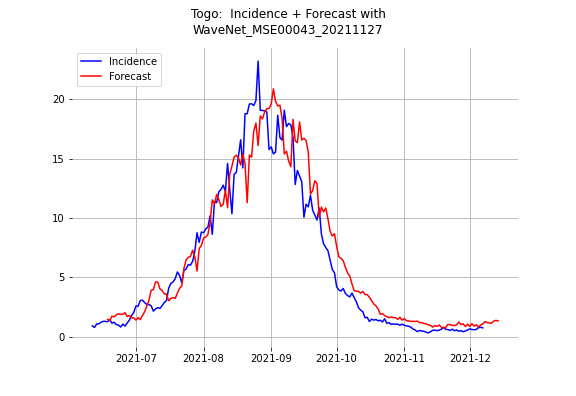 Togo:  Incidence + Forecast with
WaveNet_MSE00043_20211127
Incidence
Forecast
20
15
10
5
0
2021-07
2021-08
2021-09
2021-10
2021-11
2021-12